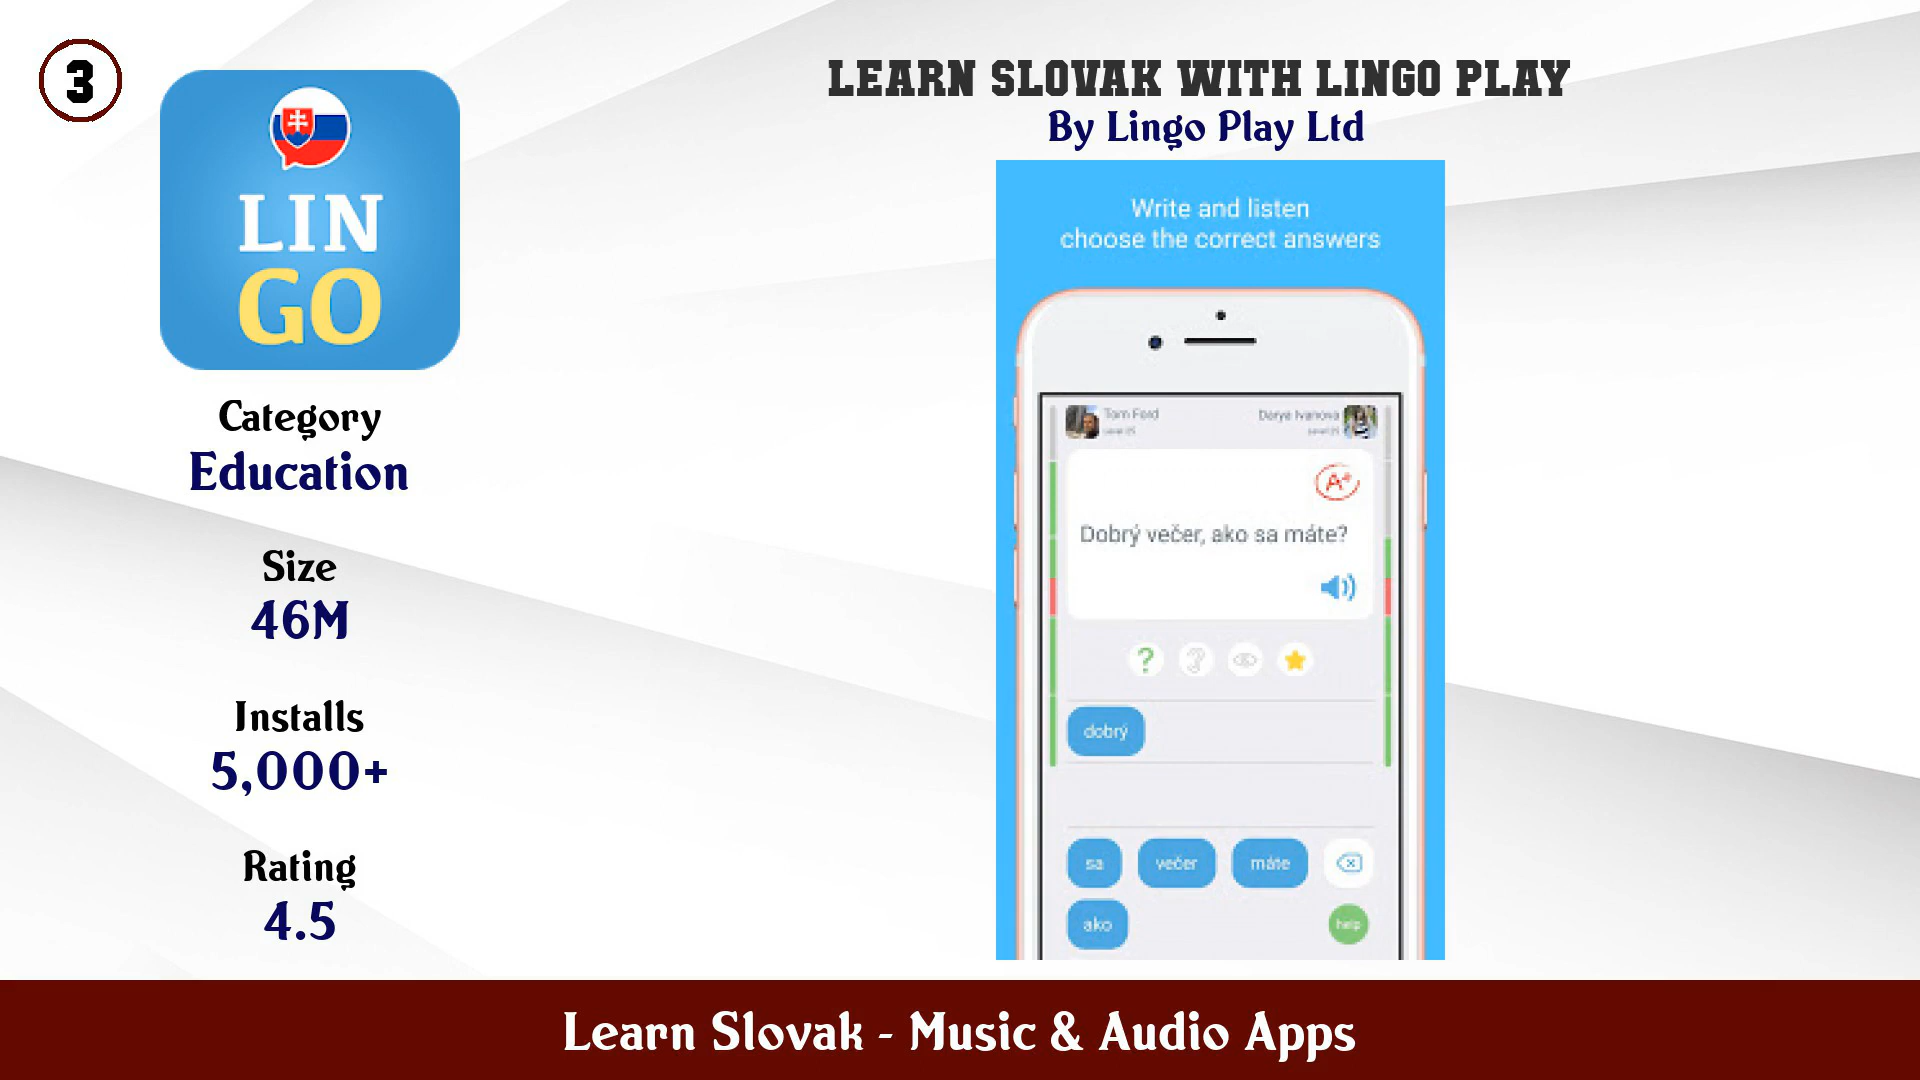 3
LEARN SLOVAK WITH LINGO PLAY
By Lingo Play Ltd
LIN
GO
Category
Education
Size
46M
Installs
5,000+
Rating
4.5
Write and listen
choose the correct answers
Tom Ford
Darya Ivanova
A+
Dobrý večer, ako sa máte?
?
dobrý
sa
večer
máte
ako
help
Learn Slovak - Music & Audio Apps